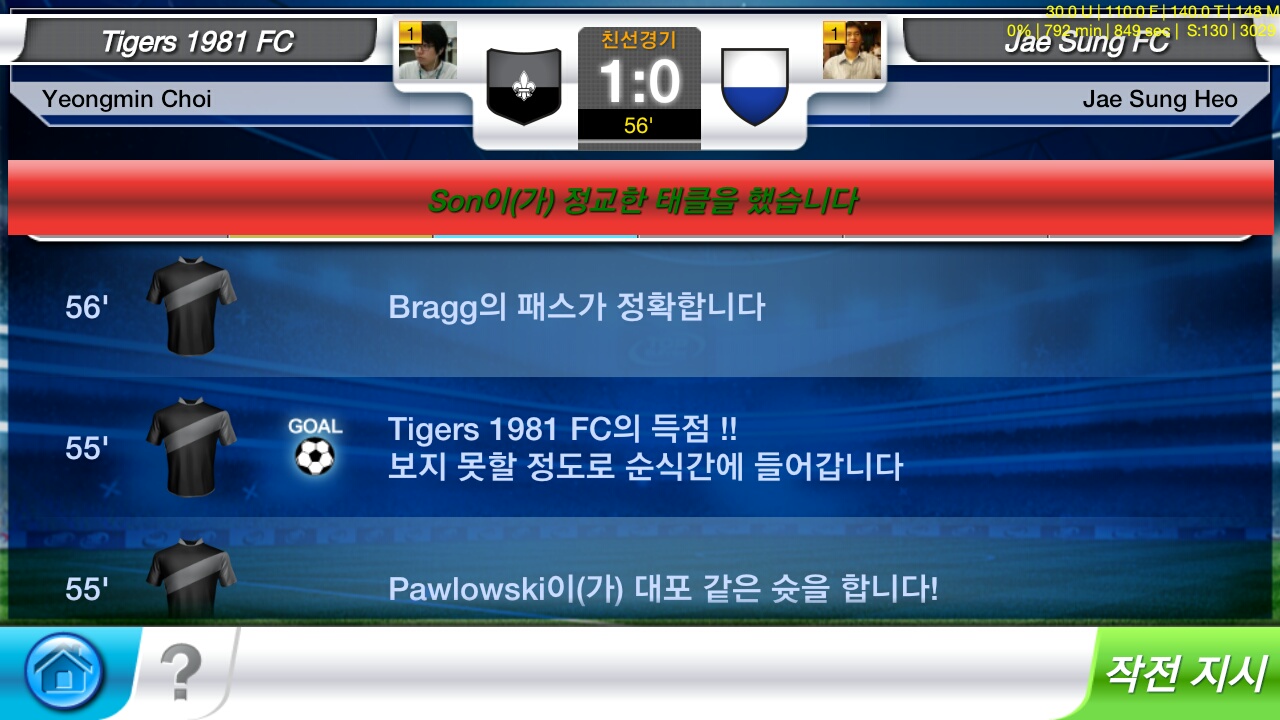 30.0 U | 110.0 F | 140.0 T | 148 M
0% | 792 min | 849 sec | S:130 | 3029
Tigers 1981 FC
1
친선경기
1
Jae Sung FC
1:0
Yeongmin Choi
56'
Jae Sung Heo
Son이(가) 정교한 태클을 했습니다
56'
Bragg의 패스가 정확합니다
55'
GOAL
Tigers 1981 FC의 득점 !!
보지 못할 정도로 순식간에 들어갑니다
55'
Pawlowski이(가) 대포 같은 슛을 합니다!
?
작전 지시